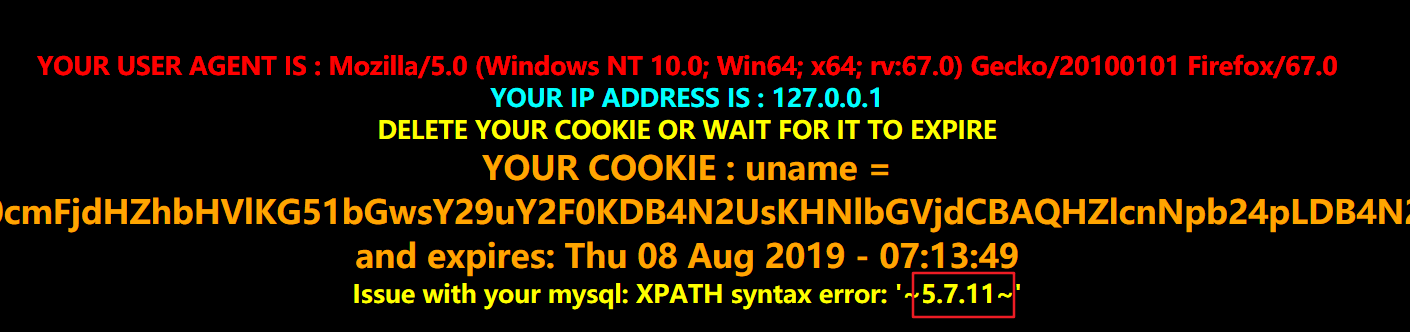 YOUR USER AGENT IS : Mozilla/5.0 (Windows NT 10.0; Win64; x64; rv:67.0) Gecko/20100101 Firefox/67.0
YOUR IP ADDRESS IS : 127.0.0.1
DELETE YOUR COOKIE OR WAIT FOR IT TO EXPIRE
YOUR COOKIE : uname =
cmFjdHZhbHVlKG51bGwsY29uY2F0KDB4N2UsKHNlbGVjdCBAQHZlcnNpb24pLDB4N2
and expires: Thu 08 Aug 2019 - 07:13:49
Issue with your mysql: XPATH syntax error: '~5.7.11~'